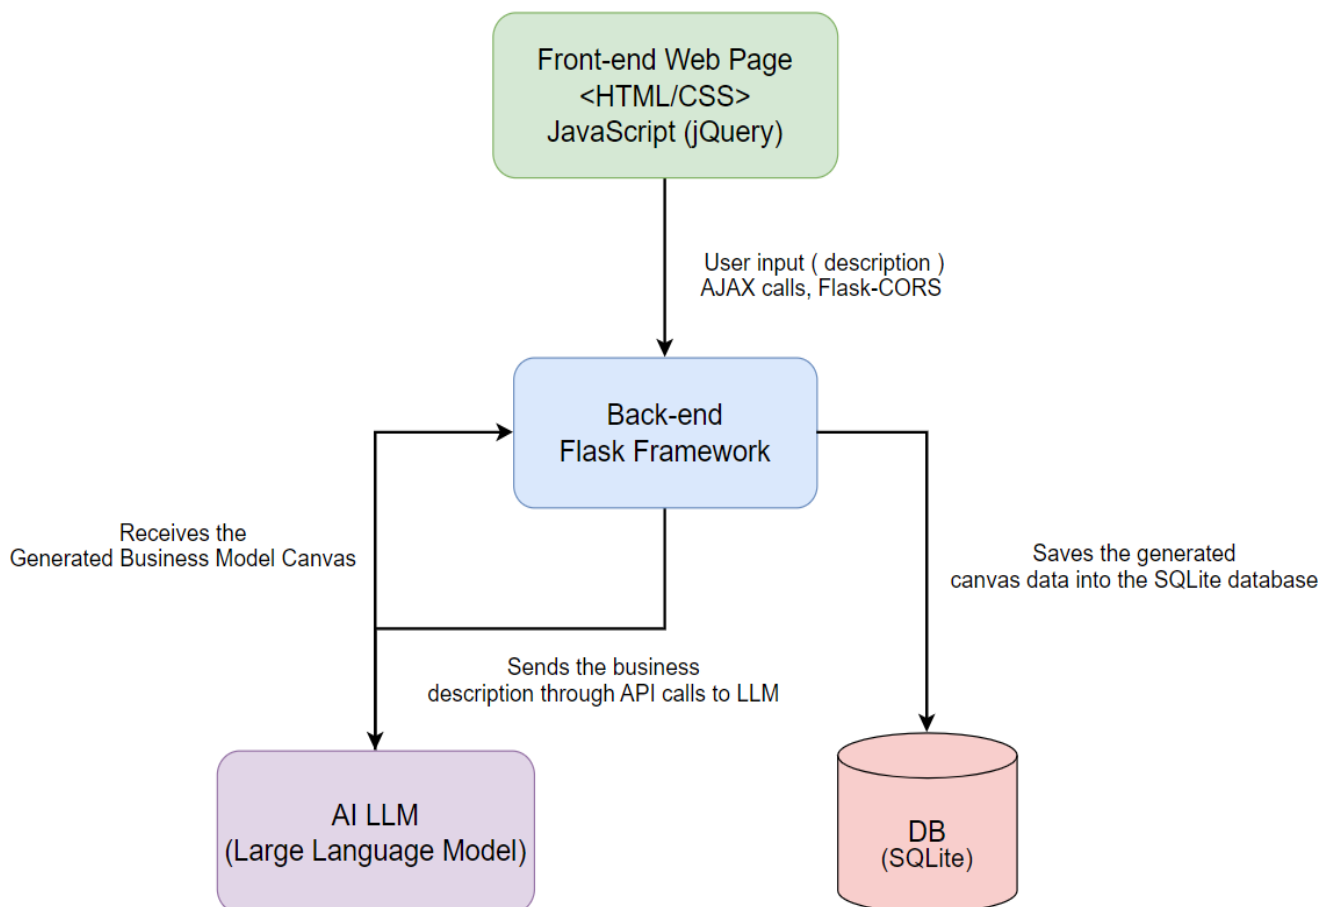 Front-end Web Page
<HTML/CSS>
JavaScript (jQuery)
User input ( description )
AJAX calls, Flask-CORS
Back-end
Flask Framework
Receives the
Generated Business Model Canvas
Saves the generated
canvas data into the SQLite database
Sends the business
description through API calls to LLM
AI LLM
(Large Language Model)
DB
(SQLite)